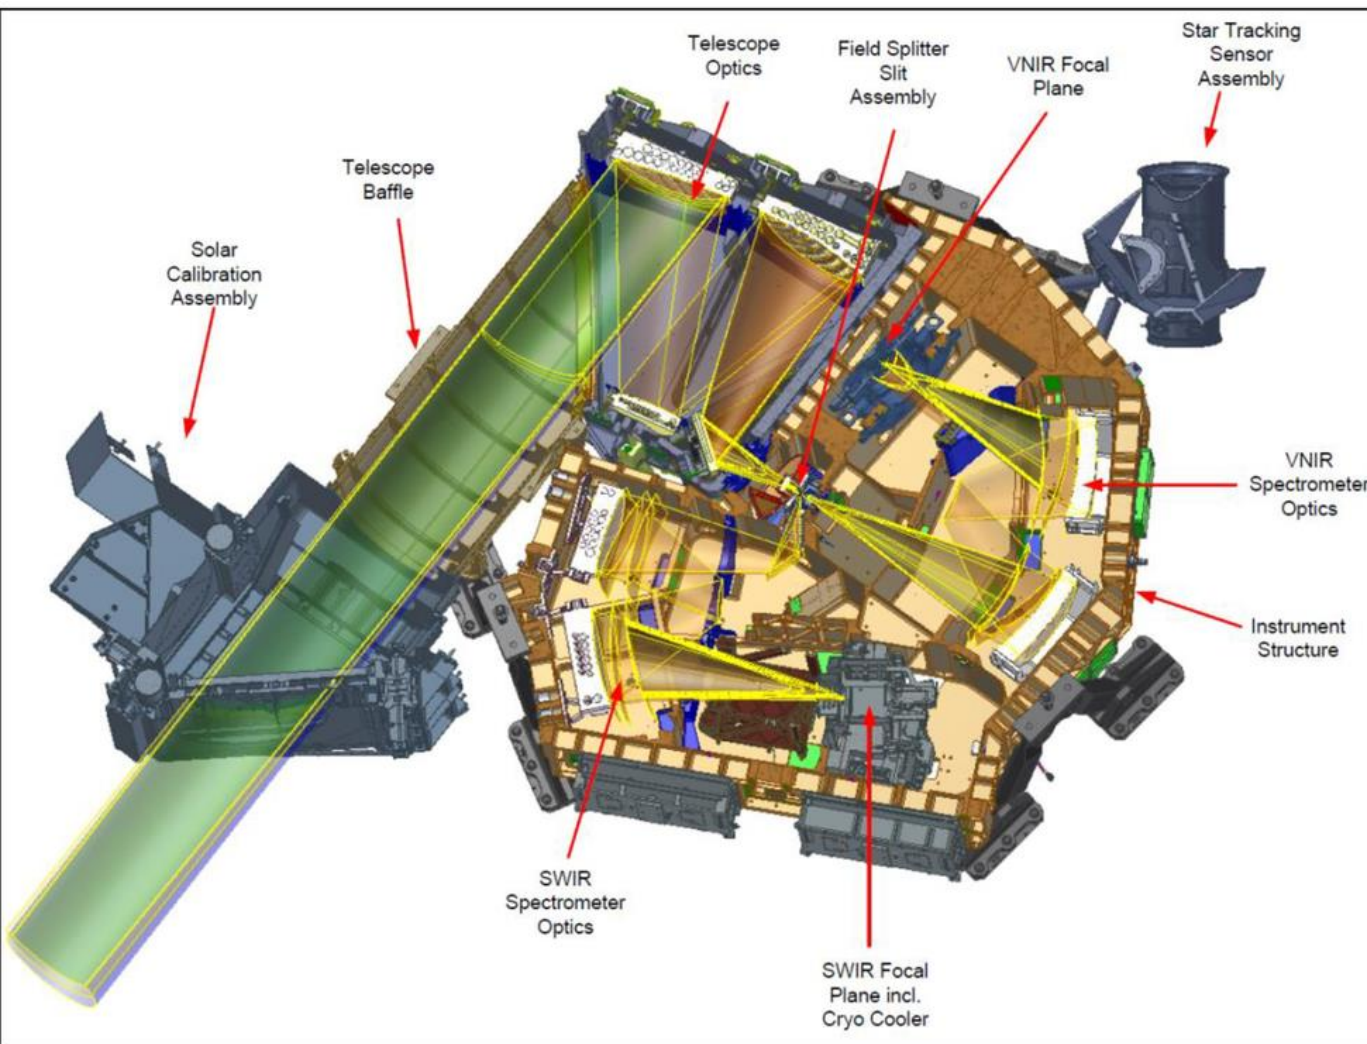 Telescope
Optics
Field Splitter
Slit
Assembly
VNIR Focal
Plane
Star Tracking
Sensor
Assembly
Telescope
Baffle
Solar
Calibration
Assembly
VNIR
Spectrometer
Optics
Instrument
Structure
SWIR
Spectrometer
Optics
SWIR Focal
Plane incl.
Cryo Cooler